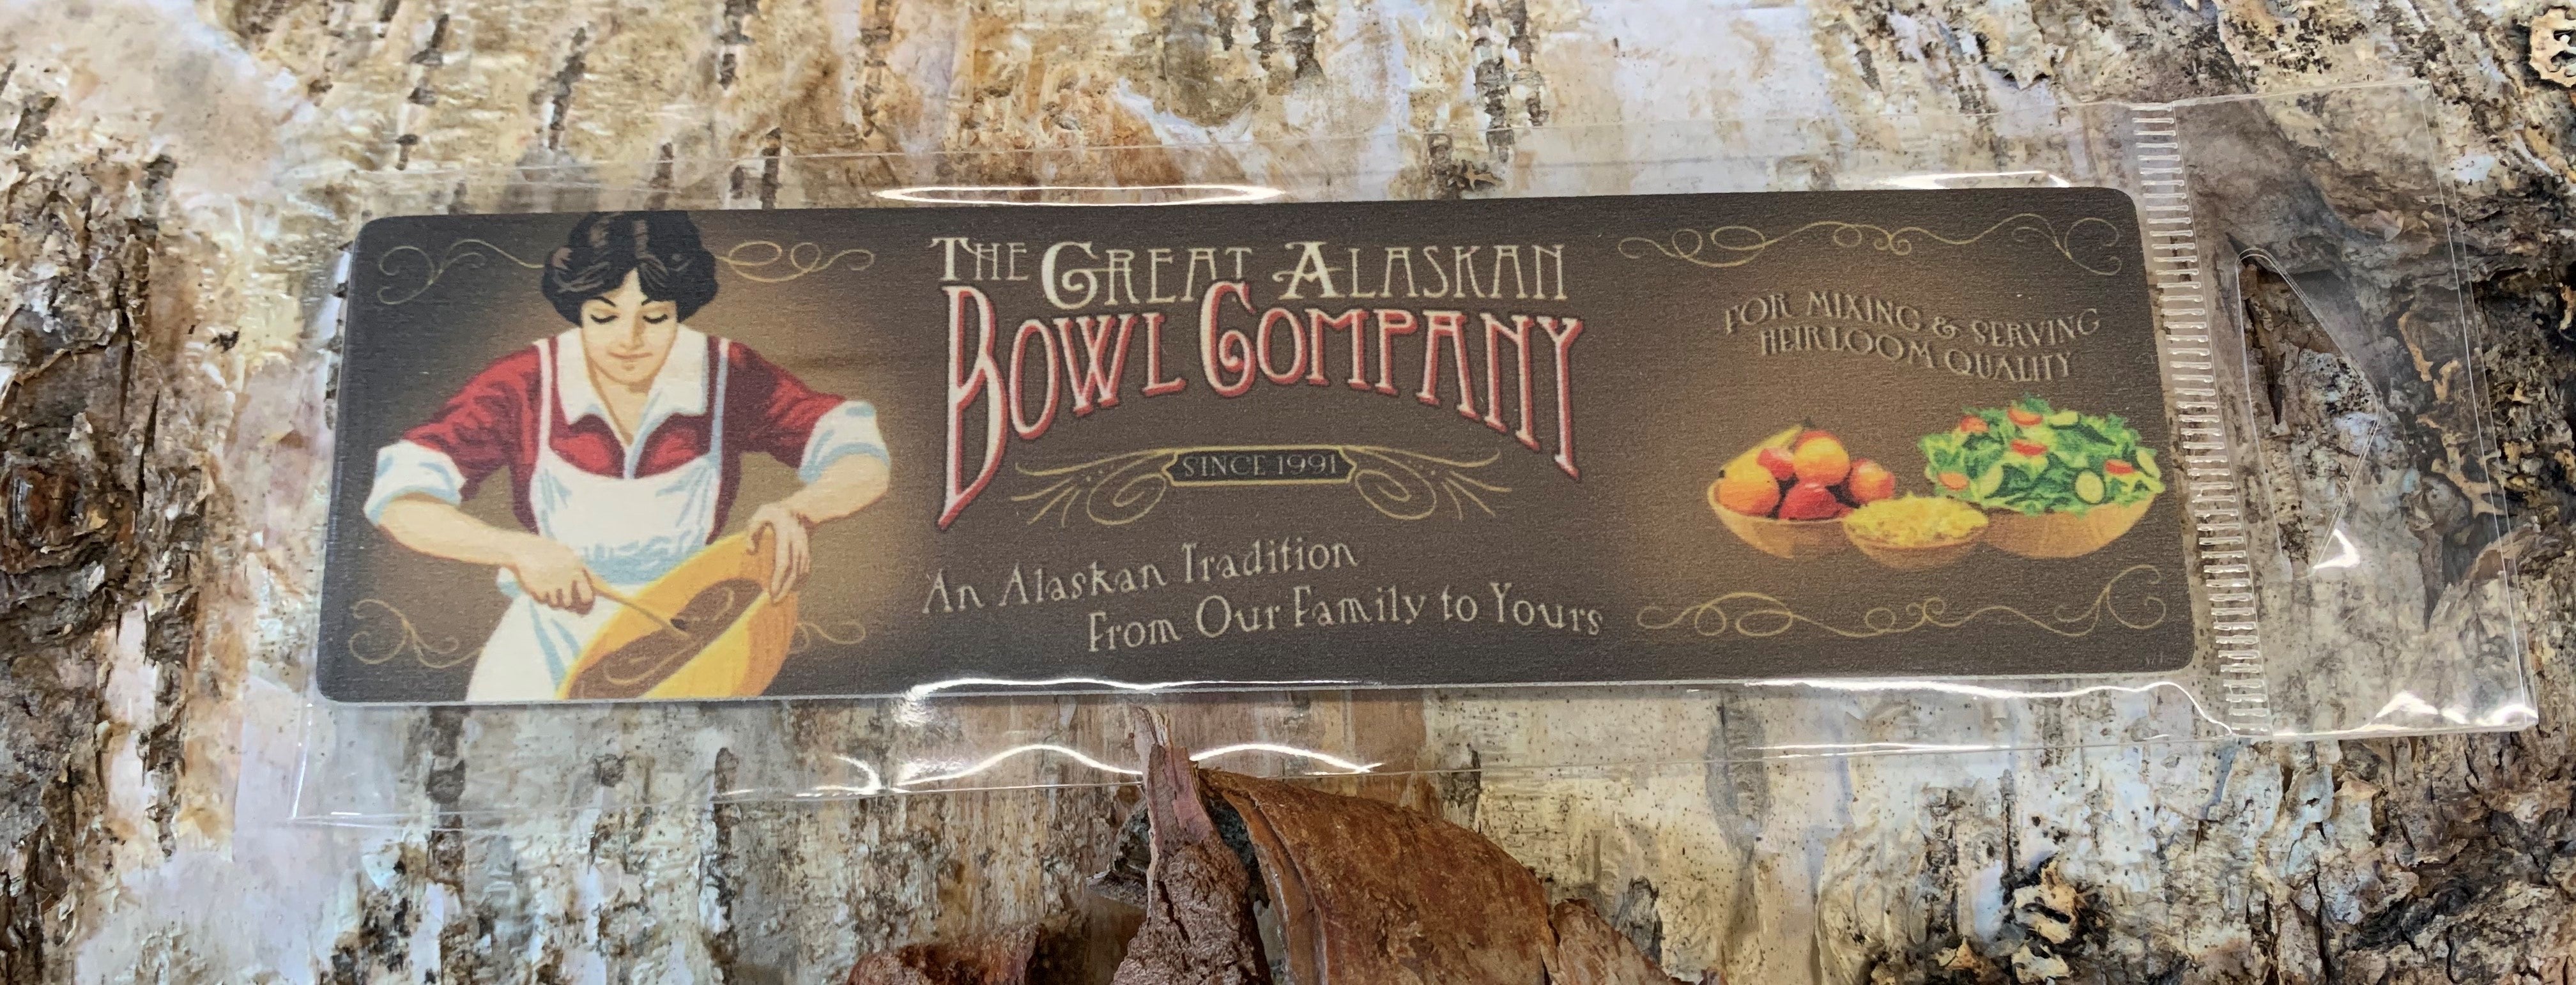 THE GREAT ALASKAN
BOWL COMPANY
SINCE 1991
An Alaskan Tradition
From Our Family to Yours
FOR MIXING & SERVING
HEIRLOOM QUALITY